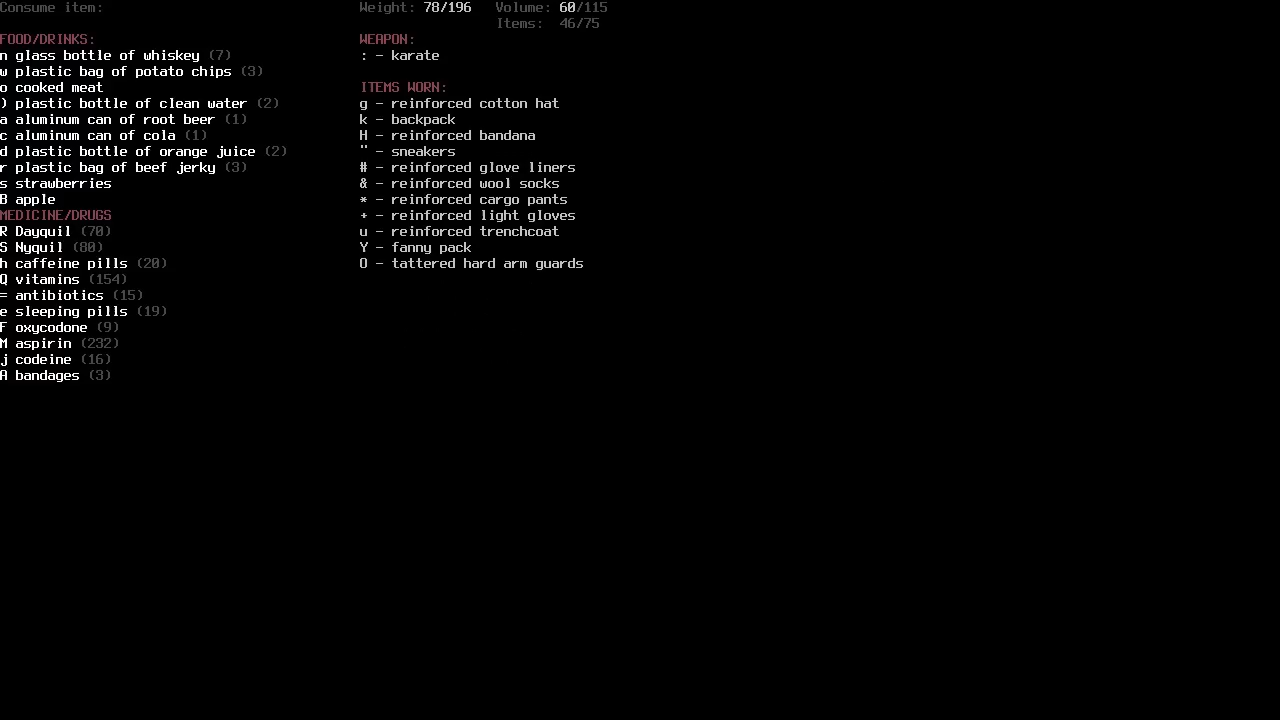 Consume item:
FOOD/DRINKS:
n glass bottle of whiskey (7)
w plastic bag of potato chips (3)
o cooked meat
) plastic bottle of clean water (2)
a aluminum can of root beer (1)
c aluminum can of cola (1)
d plastic bottle of orange juice (2)
r plastic bag of beef jerky (3)
s strawberries
B apple
MEDICINE/DRUGS
R Dayquil (70)
S Nyquil (80)
h caffeine pills (20)
Q vitamins (154)
= antibiotics (15)
e sleeping pills (19)
F oxycodone (9)
M aspirin (232)
j codeine (16)
A bandages (3)
Weight: 78/196 Volume: 60/115
Items: 46/75
WEAPON:
: - karate
ITEMS WORN:
g - reinforced cotton hat
k - backpack
H - reinforced bandana
" - sneakers
# - reinforced glove liners
& - reinforced wool socks
* - reinforced cargo pants
+ - reinforced light gloves
u - reinforced trenchcoat
Y - fanny pack
O - tattered hard arm guards